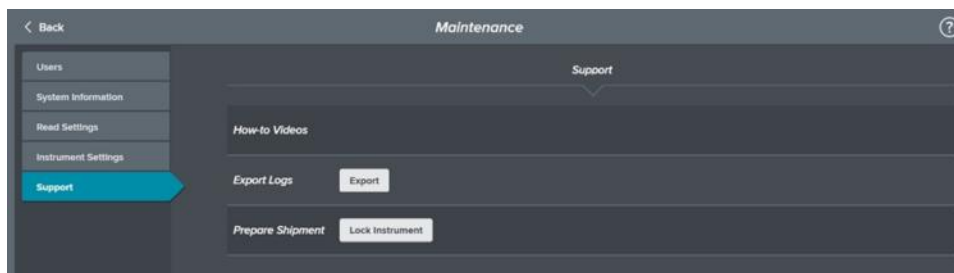 Back
Maintenance
?
Users
System Information
Read Settings
Instrument Settings
Support
Support
How-to Videos
Export Logs
Export
Prepare Shipment
Lock Instrument